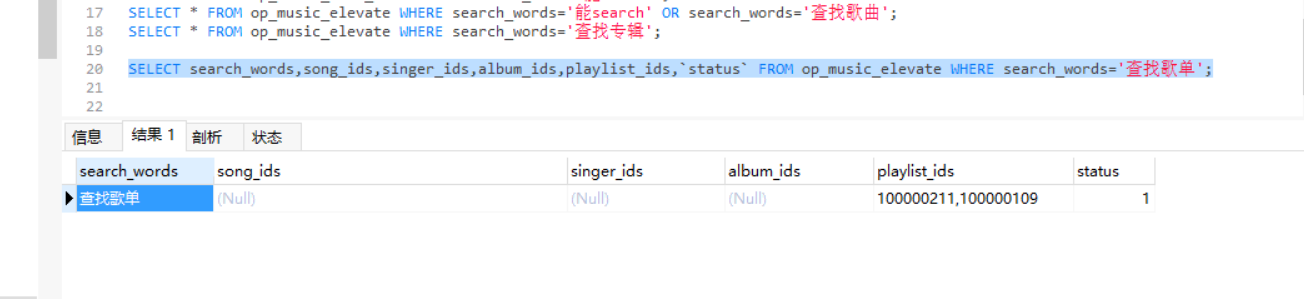 17 SELECT * FROM op_music_elevate WHERE search_words='能search' OR search_words='查找歌曲';
18 SELECT * FROM op_music_elevate WHERE search_words='查找专辑';
19
20 SELECT search_words,song_ids,singer_ids,album_ids,playlist_ids,`status` FROM op_music_elevate WHERE search_words='查找歌单';
21
22
信息 结果 1 剖析 状态
search_words song_ids singer_ids album_ids playlist_ids status
查找歌单 (Null) (Null) (Null) 100000211,100000109 1